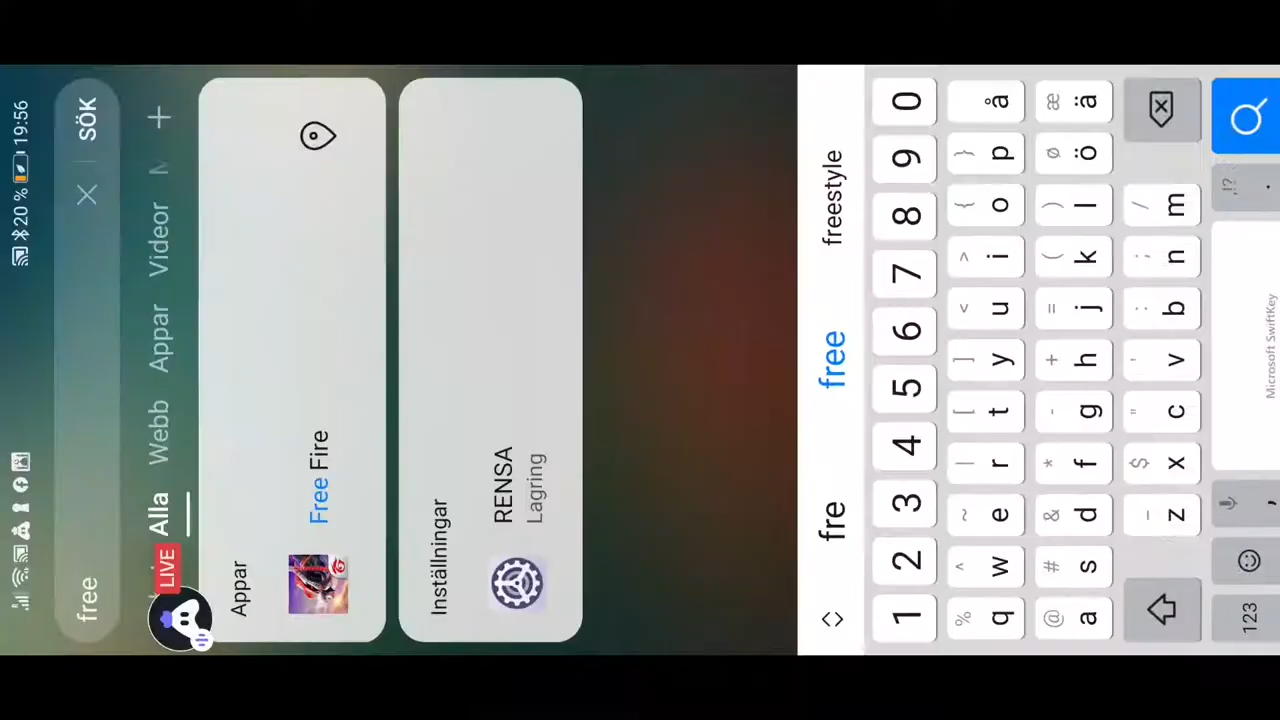 20 % 19:56
free SÖK
Alla Webb Appar Videor
LIVE
Appar
Free Fire
Inställningar
RENSA
Lagring
fre free freestyle
1 2 3 4 5 6 7 8 9 0
% ^ ~ | [ ] < > { }
q w e r t y u i o p å
@ # & * - + = ( ) ø æ
a s d f g h j k l ö ä
_ $ " ' : ; /
z x c v b n m
123 , Microsoft SwiftKey !? .